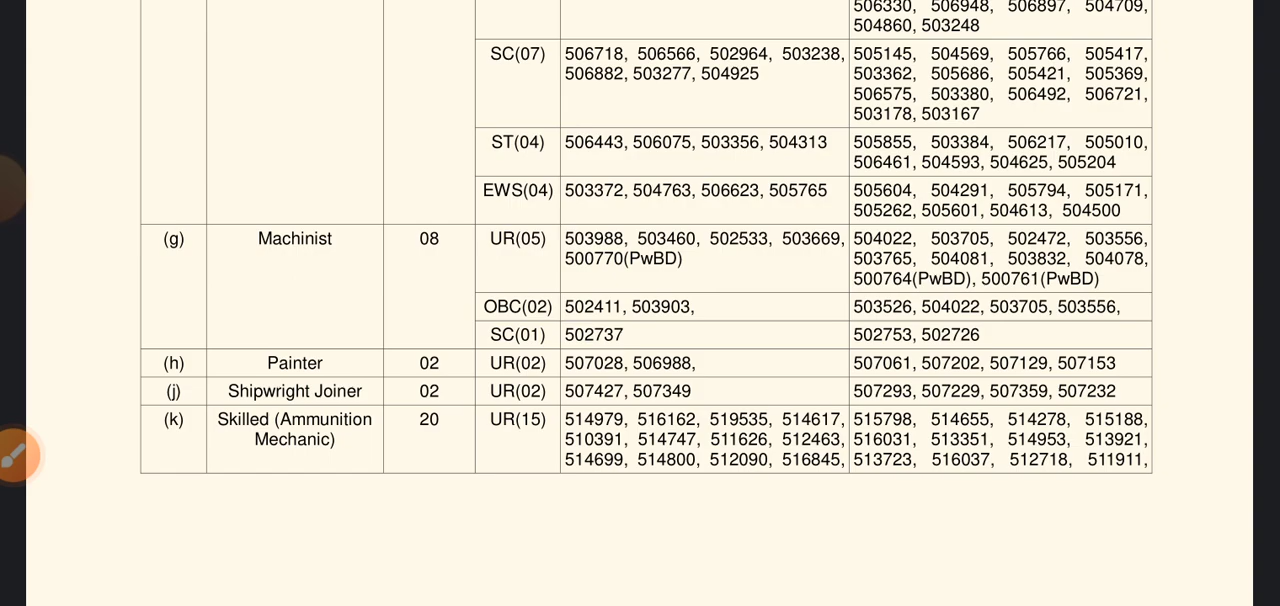 506330, 506948, 506897, 504709,
504860, 503248
SC(07) 506718, 506566, 502964, 503238, 505145, 504569, 505766, 505417,
506882, 503277, 504925 503362, 505686, 505421, 505369,
506575, 503380, 506492, 506721,
503178, 503167
ST(04) 506443, 506075, 503356, 504313 505855, 503384, 506217, 505010,
506461, 504593, 504625, 505204
EWS(04) 503372, 504763, 506623, 505765 505604, 504291, 505794, 505171,
505262, 505601, 504613, 504500
(g) Machinist 08 UR(05) 503988, 503460, 502533, 503669, 504022, 503705, 502472, 503556,
500770(PwBD) 503765, 504081, 503832, 504078,
500764(PwBD), 500761(PwBD)
OBC(02) 502411, 503903, 503526, 504022, 503705, 503556,
SC(01) 502737 502753, 502726
(h) Painter 02 UR(02) 507028, 506988, 507061, 507202, 507129, 507153
(j) Shipwright Joiner 02 UR(02) 507427, 507349 507293, 507229, 507359, 507232
(k) Skilled (Ammunition 20 UR(15) 514979, 516162, 519535, 514617, 515798, 514655, 514278, 515188,
Mechanic) 510391, 514747, 511626, 512463, 516031, 513351, 514953, 513921,
514699, 514800, 512090, 516845, 513723, 516037, 512718, 511911,